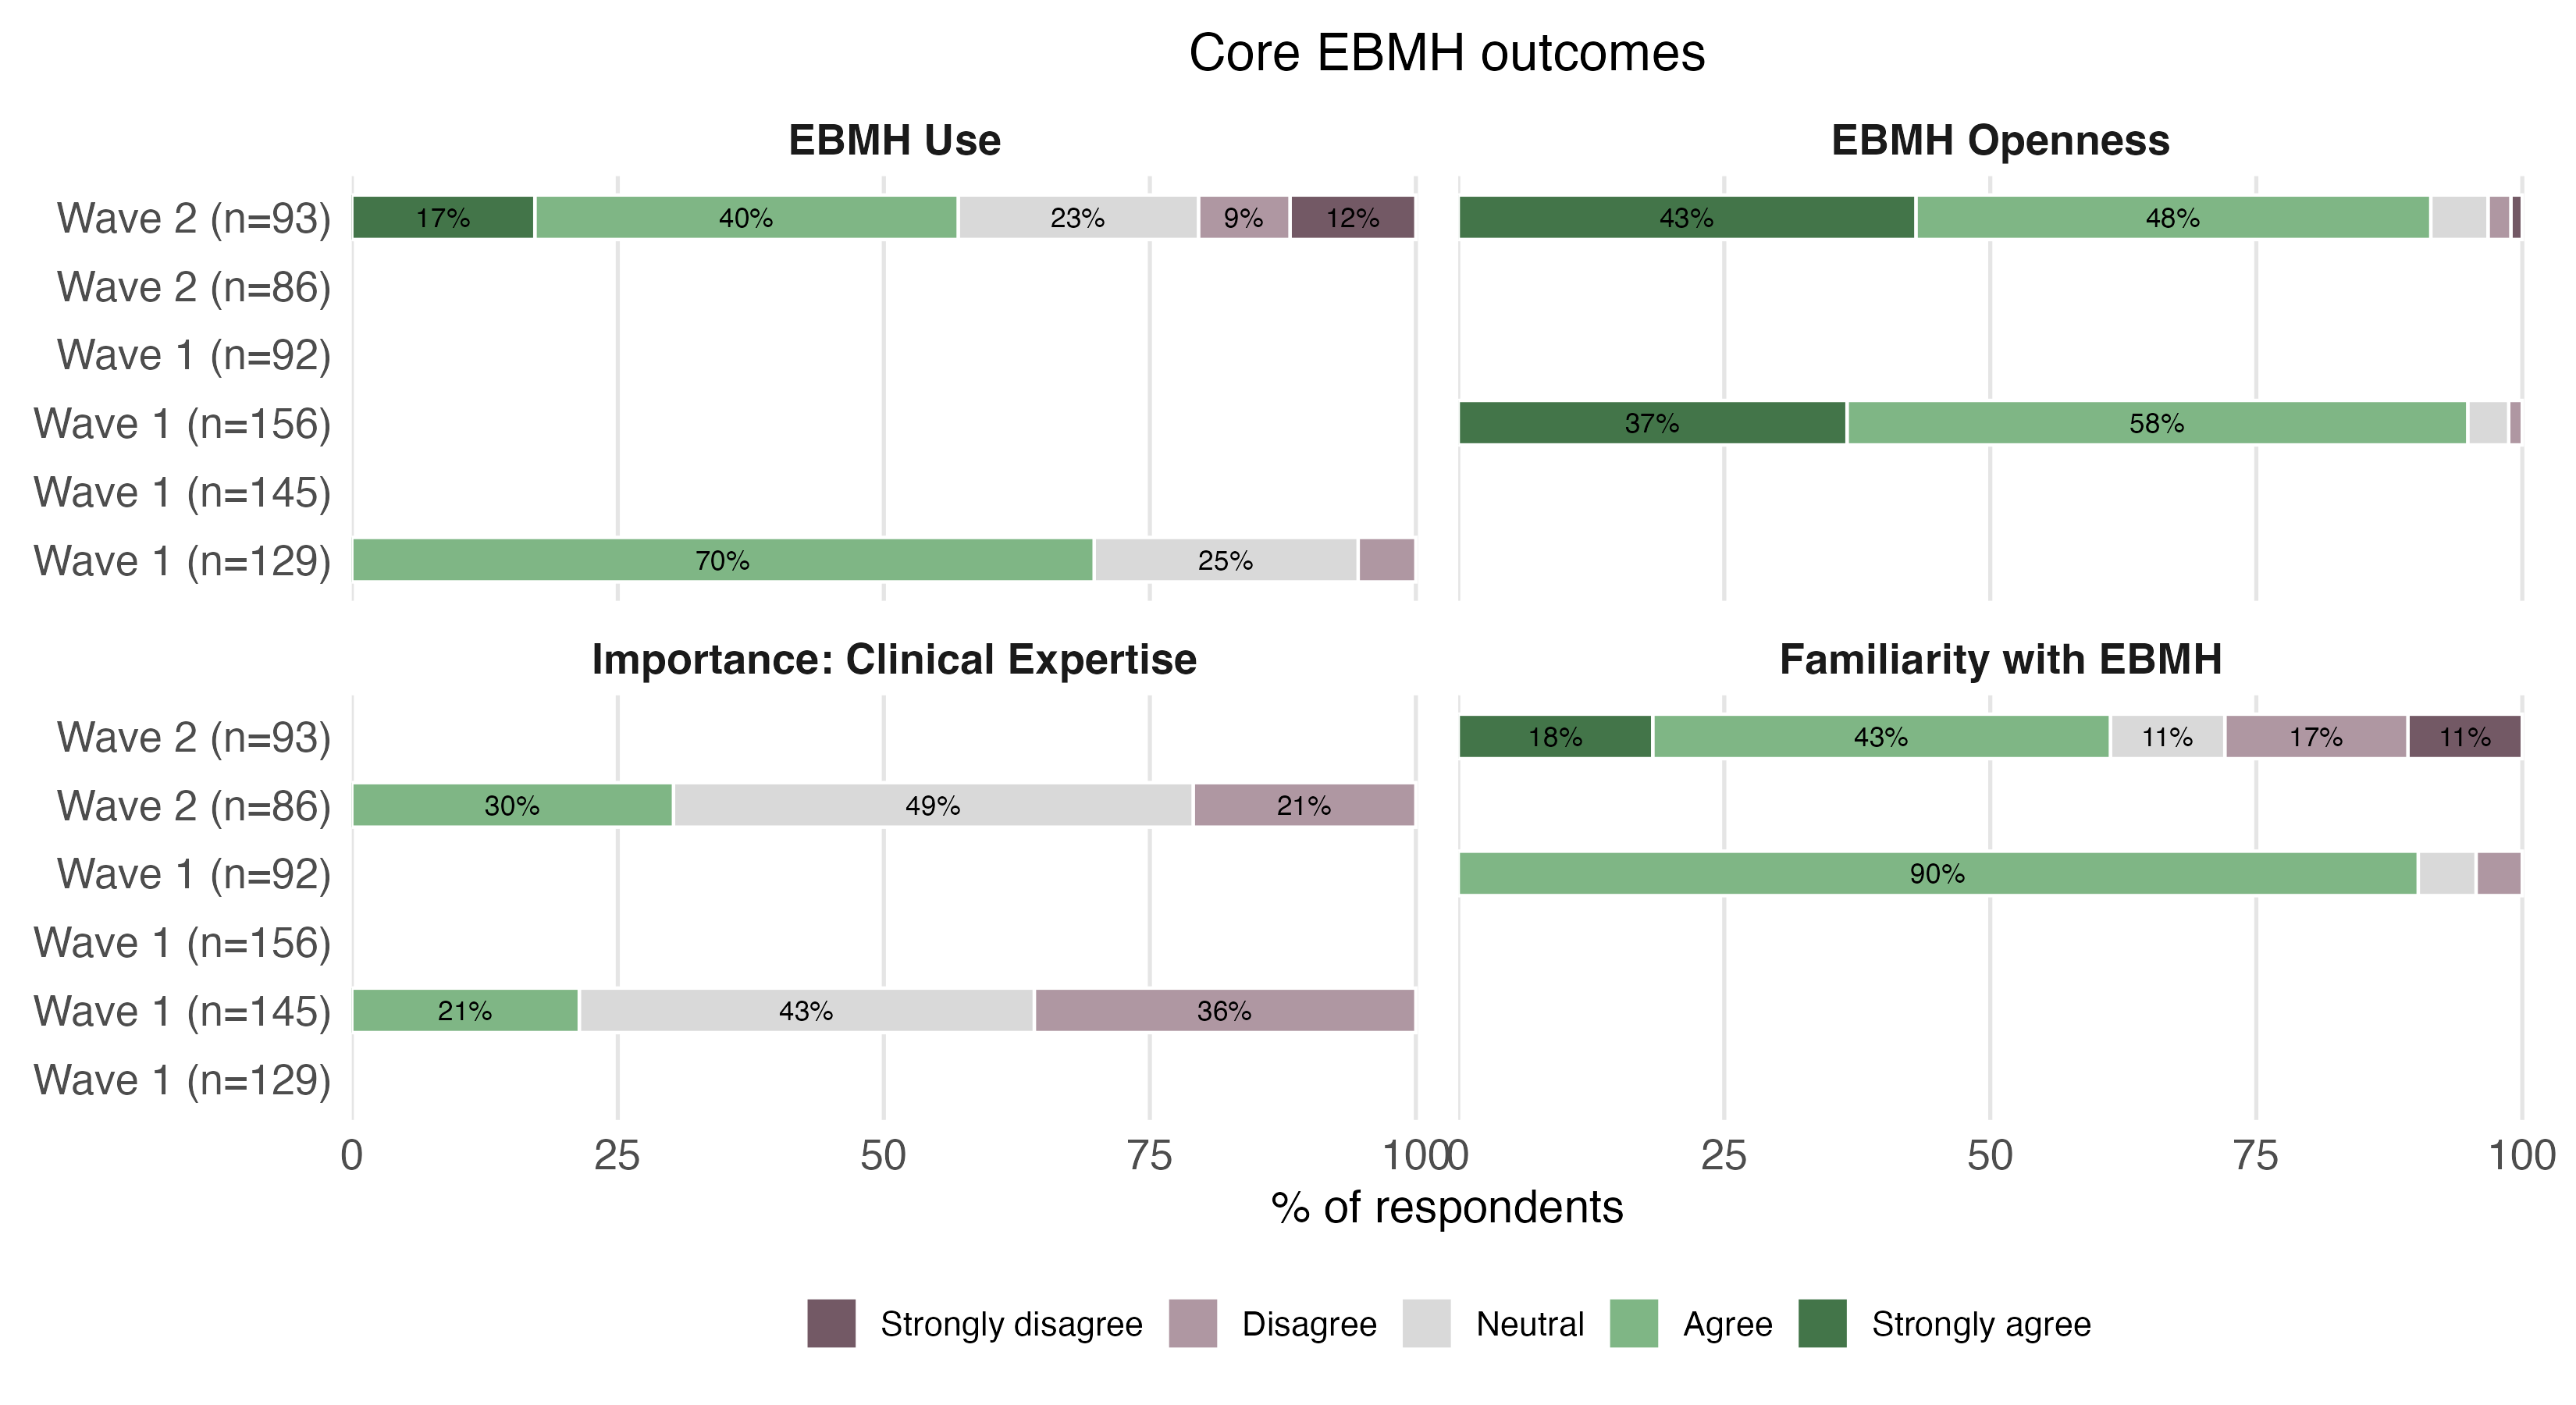 Core EBMH outcomes
EBMH Use
EBMH Openness
Wave 2 (n=93)
17%
40%
23%
9%
12%
43%
48%
Wave 2 (n=86)
Wave 1 (n=92)
Wave 1 (n=156)
37%
58%
Wave 1 (n=145)
Wave 1 (n=129)
70%
25%
Importance: Clinical Expertise
Familiarity with EBMH
Wave 2 (n=93)
18%
43%
11%
17%
11%
Wave 2 (n=86)
30%
49%
21%
Wave 1 (n=92)
90%
Wave 1 (n=156)
Wave 1 (n=145)
21%
43%
36%
Wave 1 (n=129)
0 25 50 75 100
0 25 50 75 100
% of respondents
Strongly disagree
Disagree
Neutral
Agree
Strongly agree